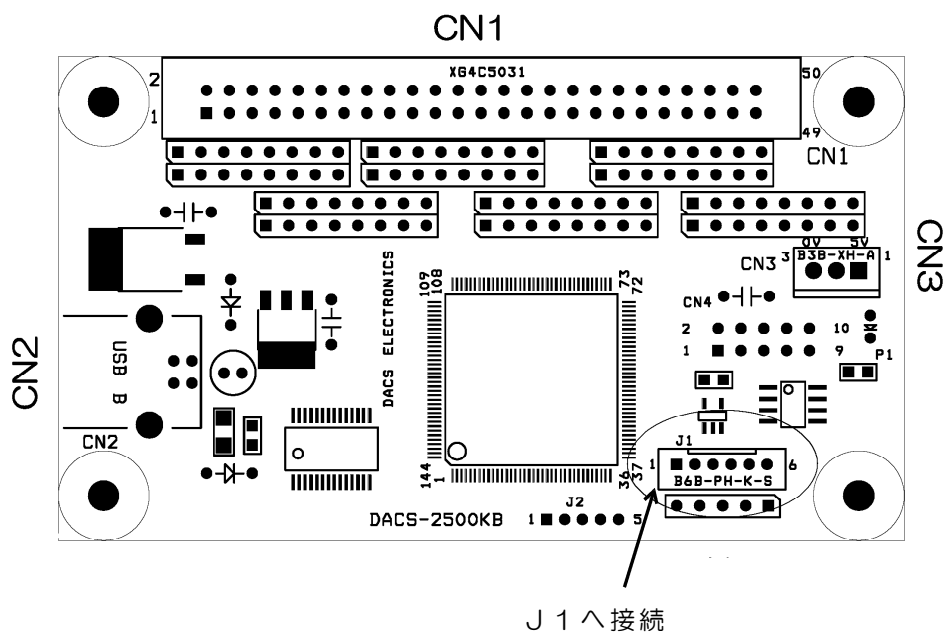 CN1
XG4C5031
2
50
1
49
CN1
0V 5V
3 B3B-XH-A 1
CN3
CN3
CN4
109
108
73
72
DACS ELECTRONICS
2
10
1
9
P1
USB B
CN2
CN2
J1
1
6
B6B-PH-K-S
144
1
36
37
J2
DACS-2500KB
1
5
J1へ接続